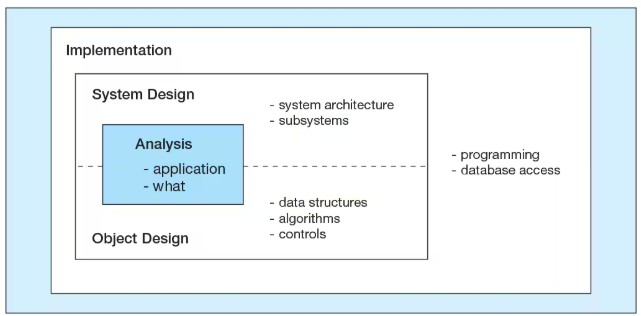 Implementation
System Design
- system architecture
- subsystems
Analysis
- application
- what
- programming
- database access
- data structures
- algorithms
- controls
Object Design